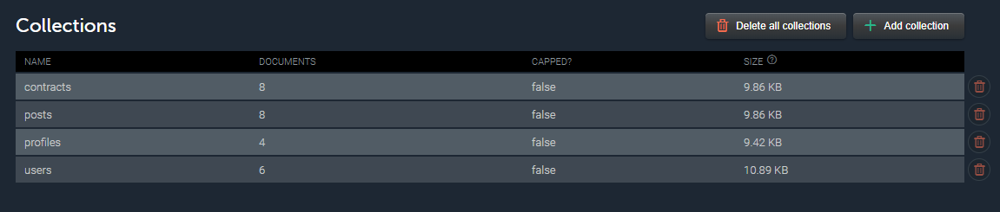 Collections
Delete all collections
Add collection
NAME DOCUMENTS CAPPED? SIZE ?
contracts 8 false 9.86 KB
posts 8 false 9.86 KB
profiles 4 false 9.42 KB
users 6 false 10.89 KB